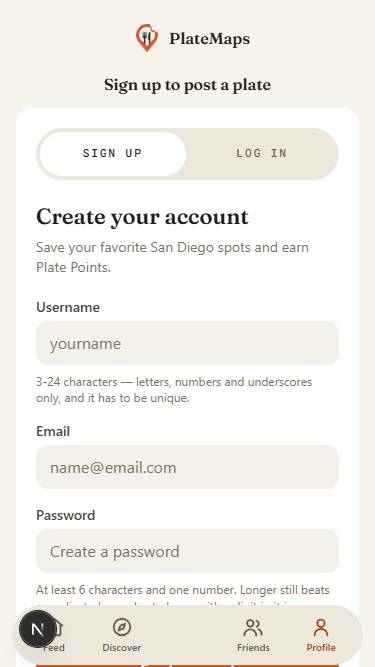 PlateMaps
Sign up to post a plate
SIGN UP
LOG IN
Create your account
Save your favorite San Diego spots and earn
Plate Points.
Username
yourname
3-24 characters — letters, numbers and underscores
only, and it has to be unique.
Email
name@email.com
Password
Create a password
At least 6 characters and one number. Longer still beats
N
Feed
Discover
Friends
Profile